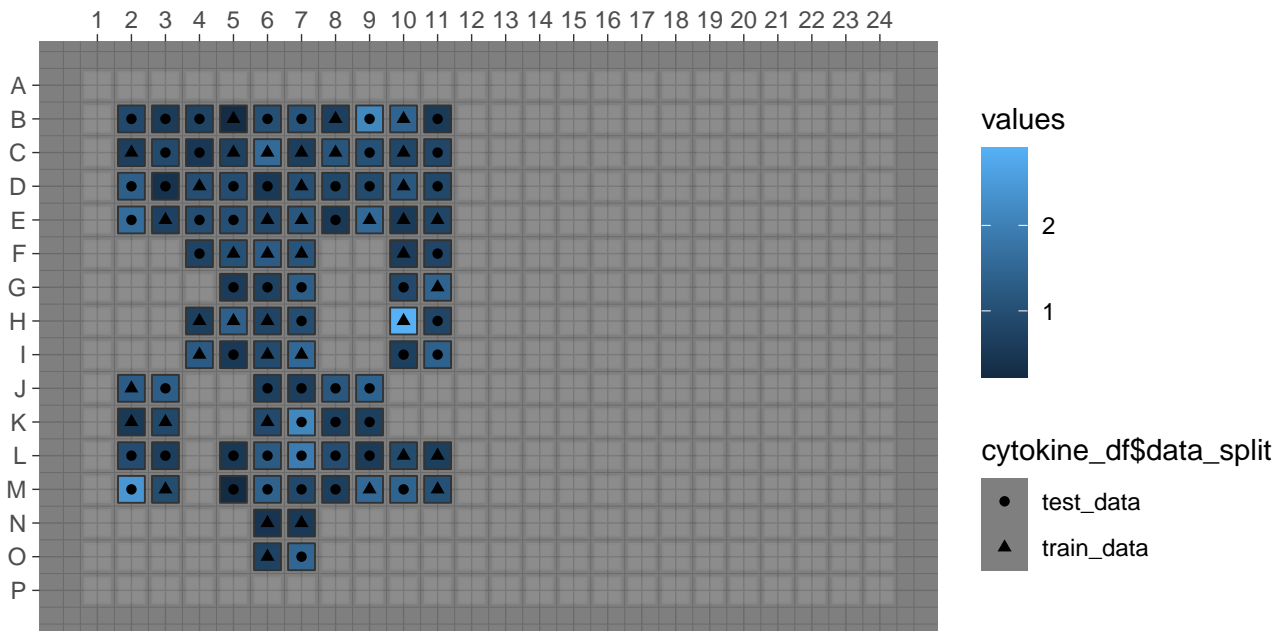 1 2 3 4 5 6 7 8 9 10 11 12 13 14 15 16 17 18 19 20 21 22 23 24
A
B
C
D
E
F
G
H
I
J
K
L
M
N
O
P
values
2
1
cytokine_df$data_split
test_data
train_data